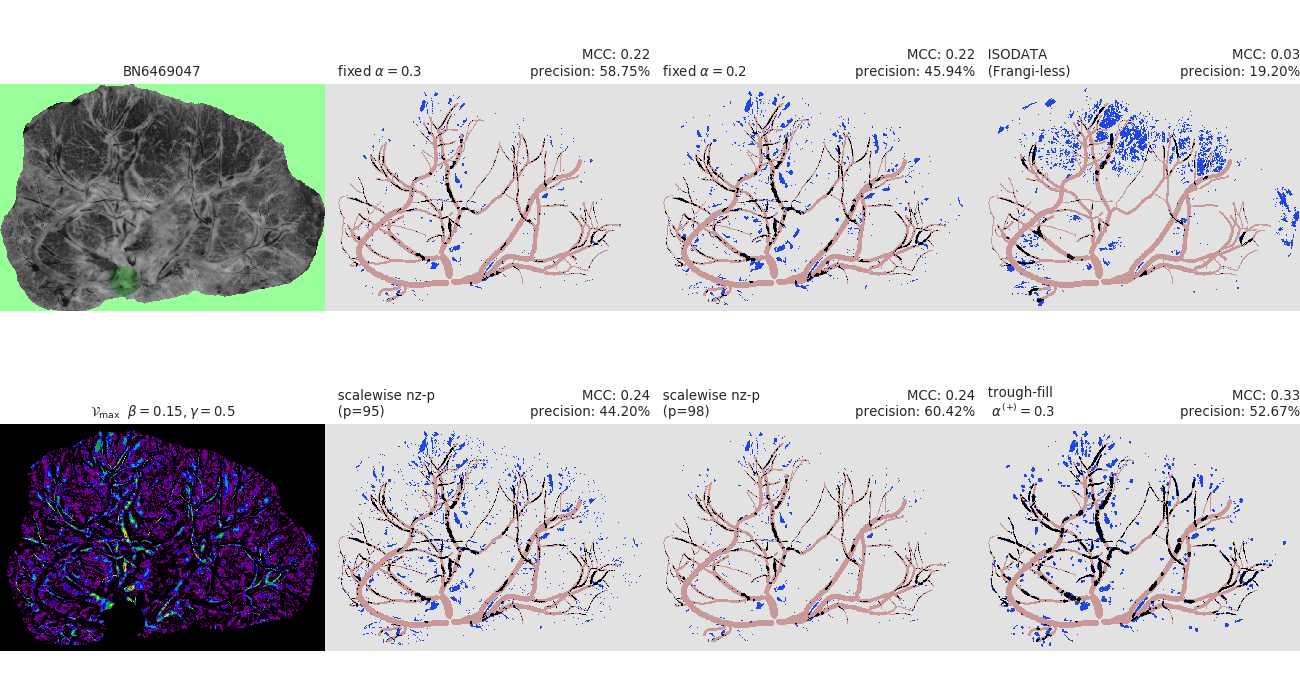 BN6469047
fixed α = 0.3
MCC: 0.22
precision: 58.75%
fixed α = 0.2
MCC: 0.22
precision: 45.94%
ISODATA
(Frangi-less)
MCC: 0.03
precision: 19.20%
𝒱max β = 0.15, γ = 0.5
scalewise nz-p
(p=95)
MCC: 0.24
precision: 44.20%
scalewise nz-p
(p=98)
MCC: 0.24
precision: 60.42%
trough-fill
α(+) = 0.3
MCC: 0.33
precision: 52.67%